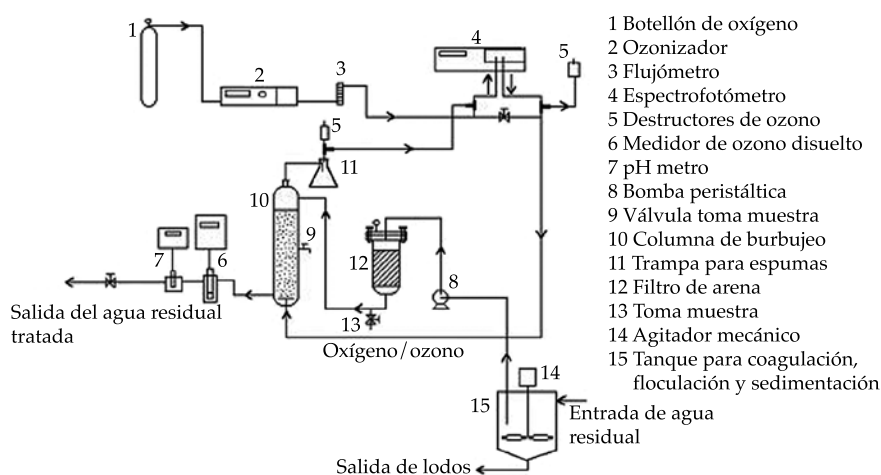 1
2
3
4
5
5
11
10
9
12
8
7
6
13
14
15
Salida del agua residual
tratada
Oxígeno/ozono
Entrada de agua
residual
Salida de lodos
1 Botellón de oxígeno
2 Ozonizador
3 Flujómetro
4 Espectrofotómetro
5 Destructores de ozono
6 Medidor de ozono disuelto
7 pH metro
8 Bomba peristáltica
9 Válvula toma muestra
10 Columna de burbujeo
11 Trampa para espumas
12 Filtro de arena
13 Toma muestra
14 Agitador mecánico
15 Tanque para coagulación,
floculación y sedimentación